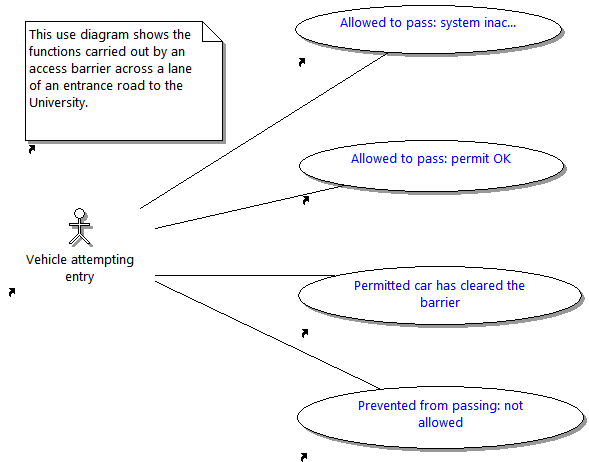 This use diagram shows the
functions carried out by an
access barrier across a lane
of an entrance road to the
University.
Allowed to pass: system inac...
Allowed to pass: permit OK
Vehicle attempting
entry
Permitted car has cleared the
barrier
Prevented from passing: not
allowed